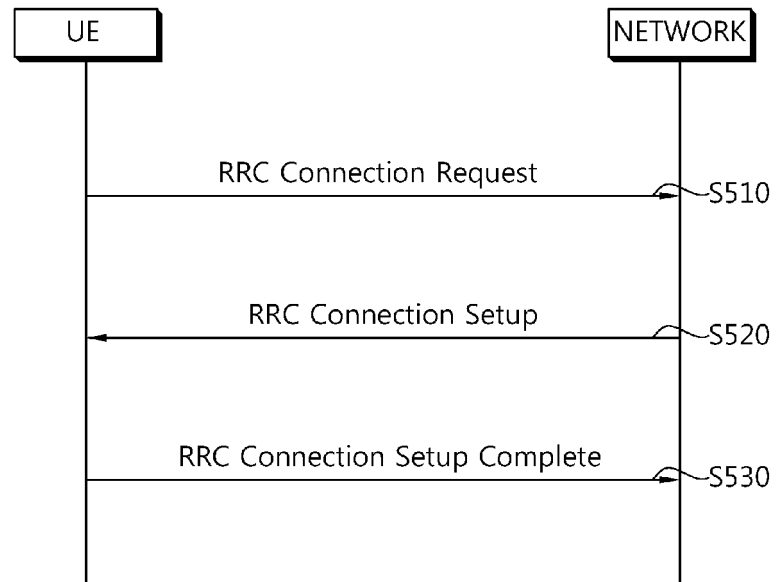 UE
NETWORK
RRC Connection Request
S510
RRC Connection Setup
S520
RRC Connection Setup Complete
S530